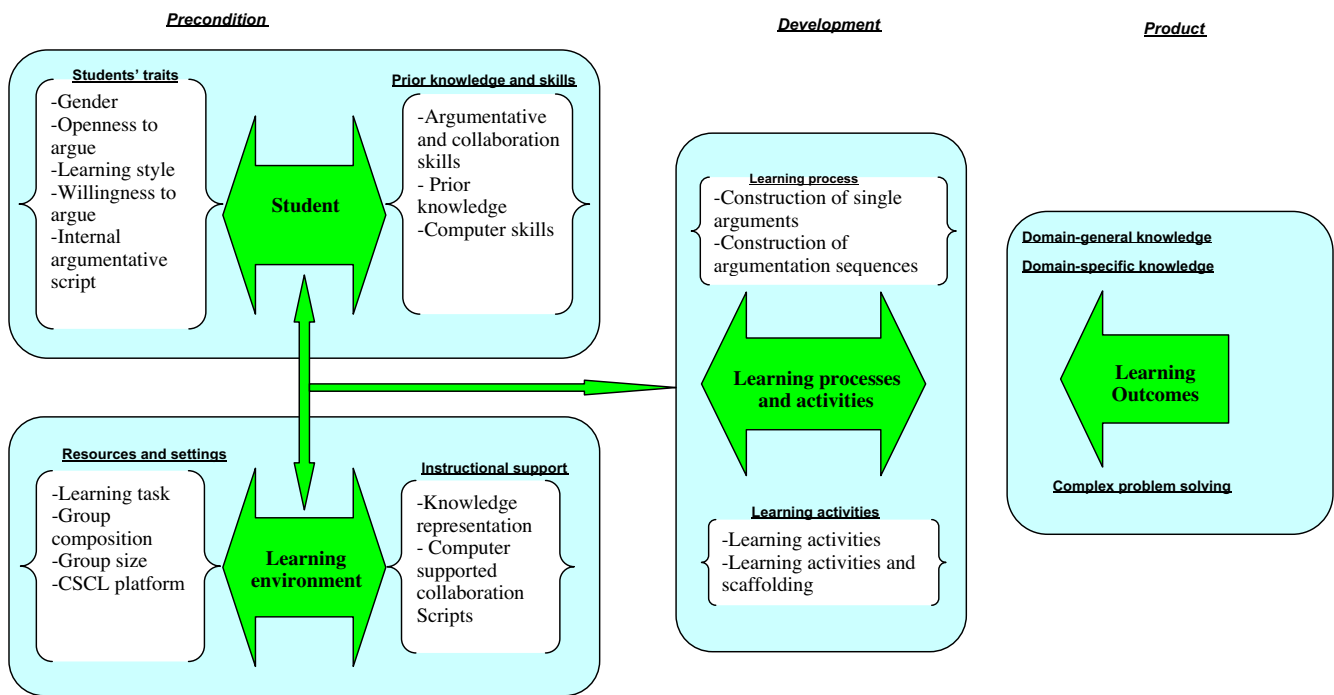 Precondition
Development
Product
Students' traits
-Gender
-Openness to
argue
-Learning style
-Willingness to
argue
-Internal
argumentative
script
Student
Prior knowledge and skills
-Argumentative
and collaboration
skills
- Prior
knowledge
-Computer skills
Resources and settings
-Learning task
-Group
composition
-Group size
-CSCL platform
Learning
environment
Instructional support
-Knowledge
representation
- Computer
supported
collaboration
Scripts
Learning process
-Construction of single
arguments
-Construction of
argumentation sequences
Learning processes
and activities
Learning activities
-Learning activities
-Learning activities and
scaffolding
Domain-general knowledge
Domain-specific knowledge
Learning
Outcomes
Complex problem solving